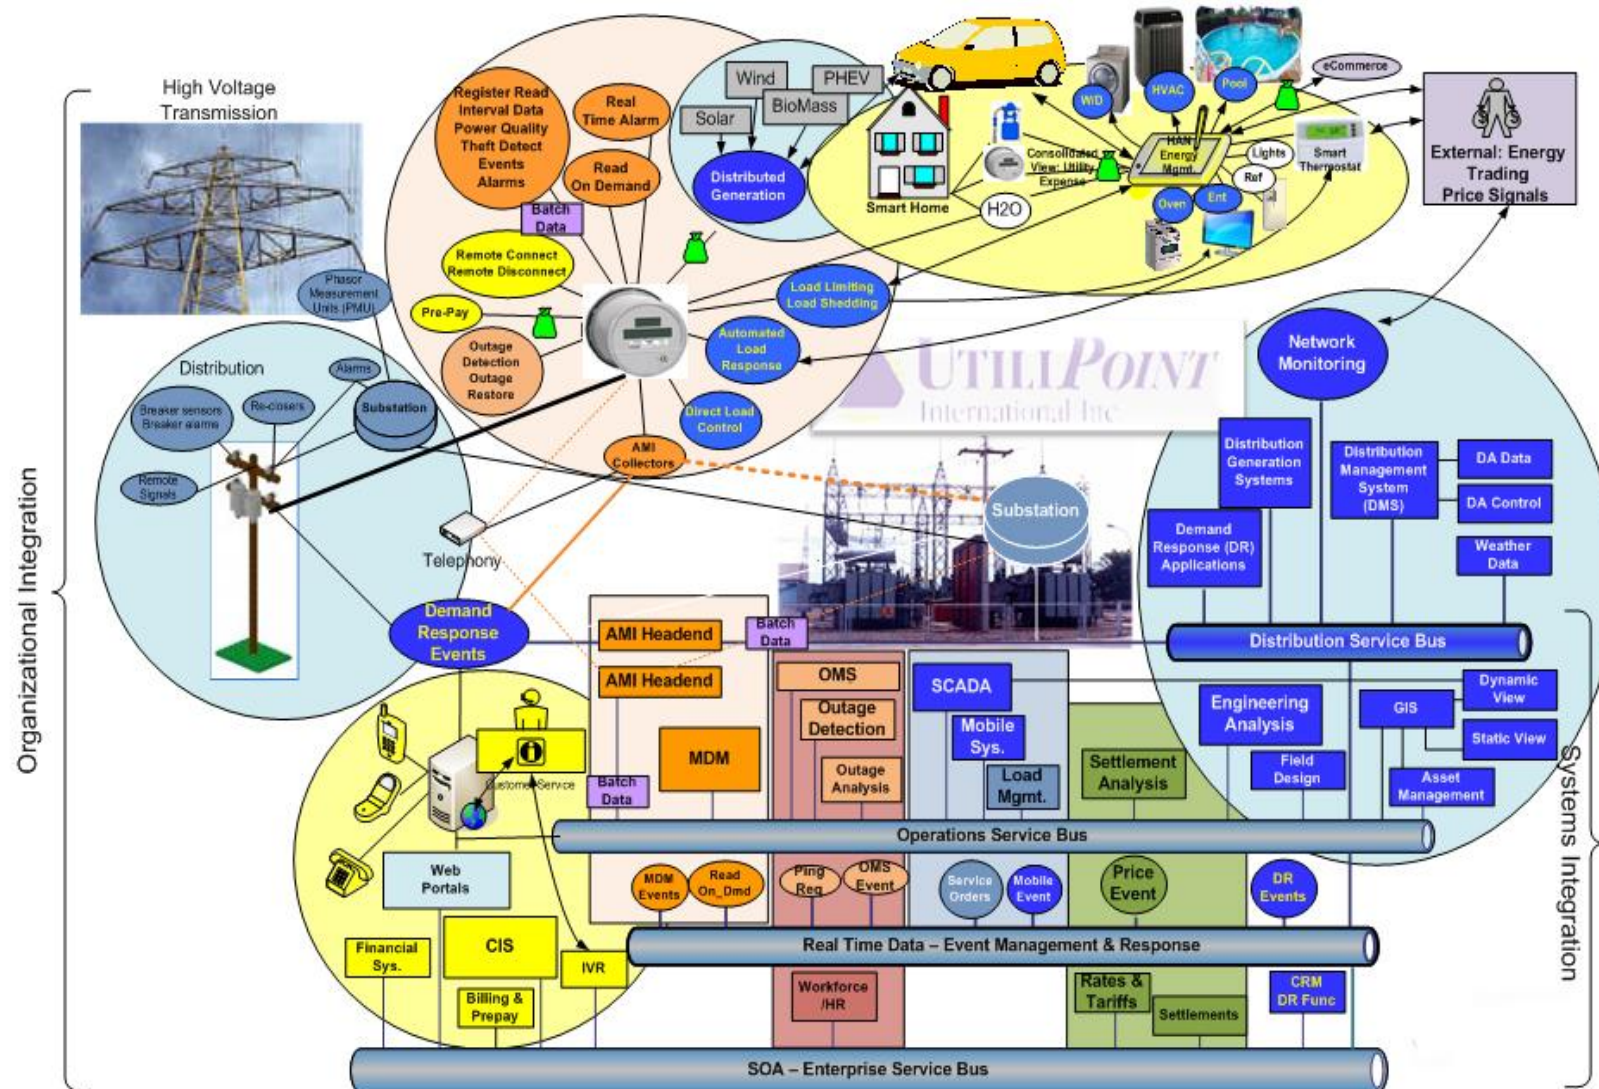 High Voltage
Transmission
Register Read
Interval Data
Power Quality
Theft Detect
Events
Alarms
Real
Time Alarm
Read
On Demand
Batch
Data
Remote Connect
Remote Disconnect
Pre-Pay
Outage
Detection
Outage
Restore
Wind
PHEV
Solar
BioMass
Distributed
Generation
Smart Home
H2O
Consolidated
View: Utility
Expense
W/D
HVAC
Pool
eCommerce
HAN
Energy
Mgmt.
Lights
Ref
Oven
Ent
Smart
Thermostat
External: Energy
Trading
Price Signals
Load Limiting
Load Shedding
Automated
Load
Response
Direct Load
Control
AMI
Collectors
UTILIPOINT
International Inc
Phasor
Measurement
Units (PMU)
Distribution
Alarms
Breaker sensors
Breaker alarms
Re-closers
Substation
Remote
Signals
Telephony
Substation
Network
Monitoring
Distribution
Generation
Systems
Distribution
Management
System
(DMS)
DA Data
DA Control
Demand
Response (DR)
Applications
Weather
Data
Distribution Service Bus
Organizational Integration
Systems Integration
Demand
Response
Events
AMI Headend
Batch
Data
AMI Headend
MDM
Batch
Data
OMS
Outage
Detection
Outage
Analysis
SCADA
Mobile
Sys.
Load
Mgmt.
Settlement
Analysis
Engineering
Analysis
Field
Design
GIS
Dynamic
View
Static View
Asset
Management
Customer Service
Operations Service Bus
Web
Portals
MDM
Events
Read
On_Dmd
Ping
Req
OMS
Event
Service
Orders
Mobile
Event
Price
Event
DR
Events
Real Time Data – Event Management & Response
Financial
Sys.
CIS
IVR
Billing &
Prepay
Workforce
/HR
Rates &
Tariffs
Settlements
CRM
DR Func
SOA – Enterprise Service Bus